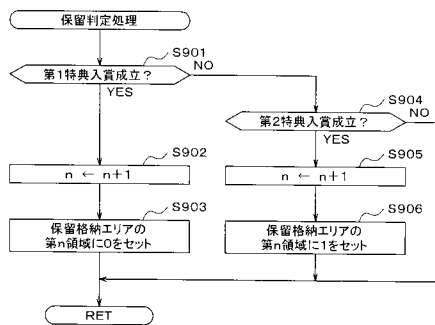 保留判定処理
S901
第1特典入賞成立?
NO
YES
S904
第2特典入賞成立?
NO
YES
S902
n ← n+1
S905
n ← n+1
S903
保留格納エリアの
第n領域に0をセット
S906
保留格納エリアの
第n領域に1をセット
RET